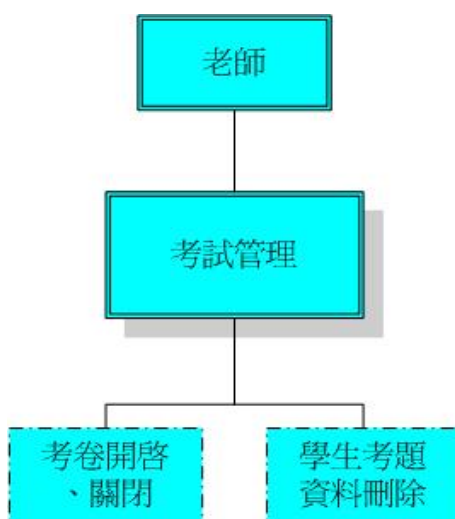 老師
考試管理
考卷開啟
、關閉
學生考題
資料刪除